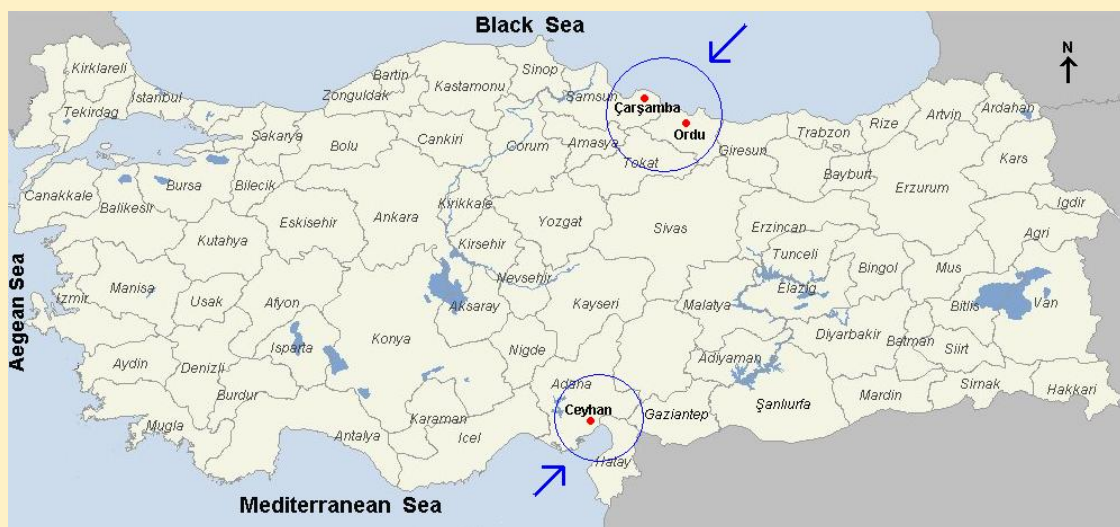 Black Sea
N
Kirklareli
Tekirdag
Istanbul
Zonguldak
Bartin
Kastamonu
Sinop
Samsun
Çarşamba
Ordu
Giresun
Trabzon
Rize
Artvin
Ardahan
Kars
Igdir
Agri
Erzurum
Bayburt
Tokat
Amasya
Corum
Cankiri
Bolu
Sakarya
Bilecik
Bursa
Canakkale
Balikesir
Kutahya
Eskisehir
Ankara
Kirikkale
Yozgat
Sivas
Erzincan
Tunceli
Bingol
Mus
Bitlis
Van
Elazig
Malatya
Kayseri
Nevsehir
Kirsehir
Aksaray
Konya
Afyon
Usak
Manisa
Izmir
Aegean Sea
Aydin
Denizli
Isparta
Burdur
Mugla
Antalya
Karaman
Icel
Nigde
Adana
Ceyhan
Hatay
Gaziantep
Adiyaman
Şanlıurfa
Diyarbakir
Batman
Siirt
Mardin
Sirnak
Hakkari
Mediterranean Sea